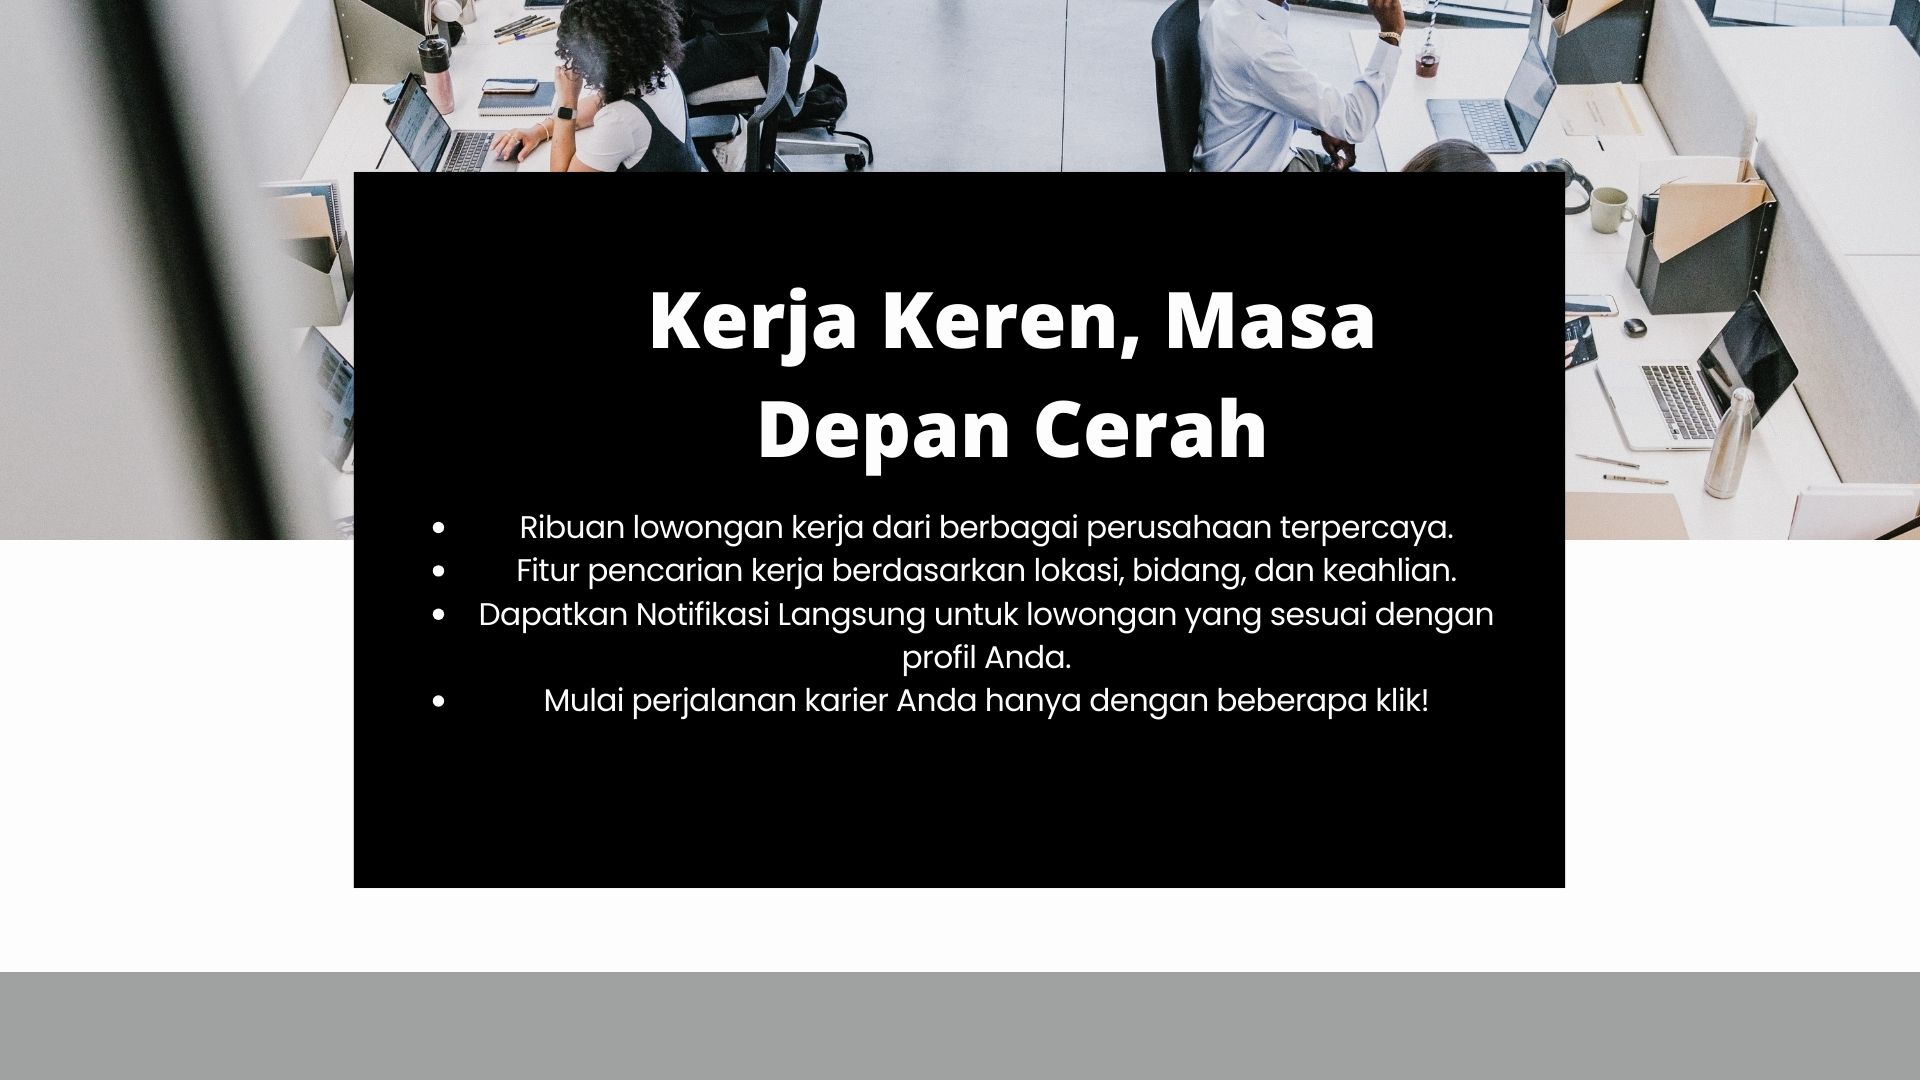 Kerja Keren, Masa
Depan Cerah
• Ribuan lowongan kerja dari berbagai perusahaan terpercaya.
• Fitur pencarian kerja berdasarkan lokasi, bidang, dan keahlian.
• Dapatkan Notifikasi Langsung untuk lowongan yang sesuai dengan
profil Anda.
• Mulai perjalanan karier Anda hanya dengan beberapa klik!